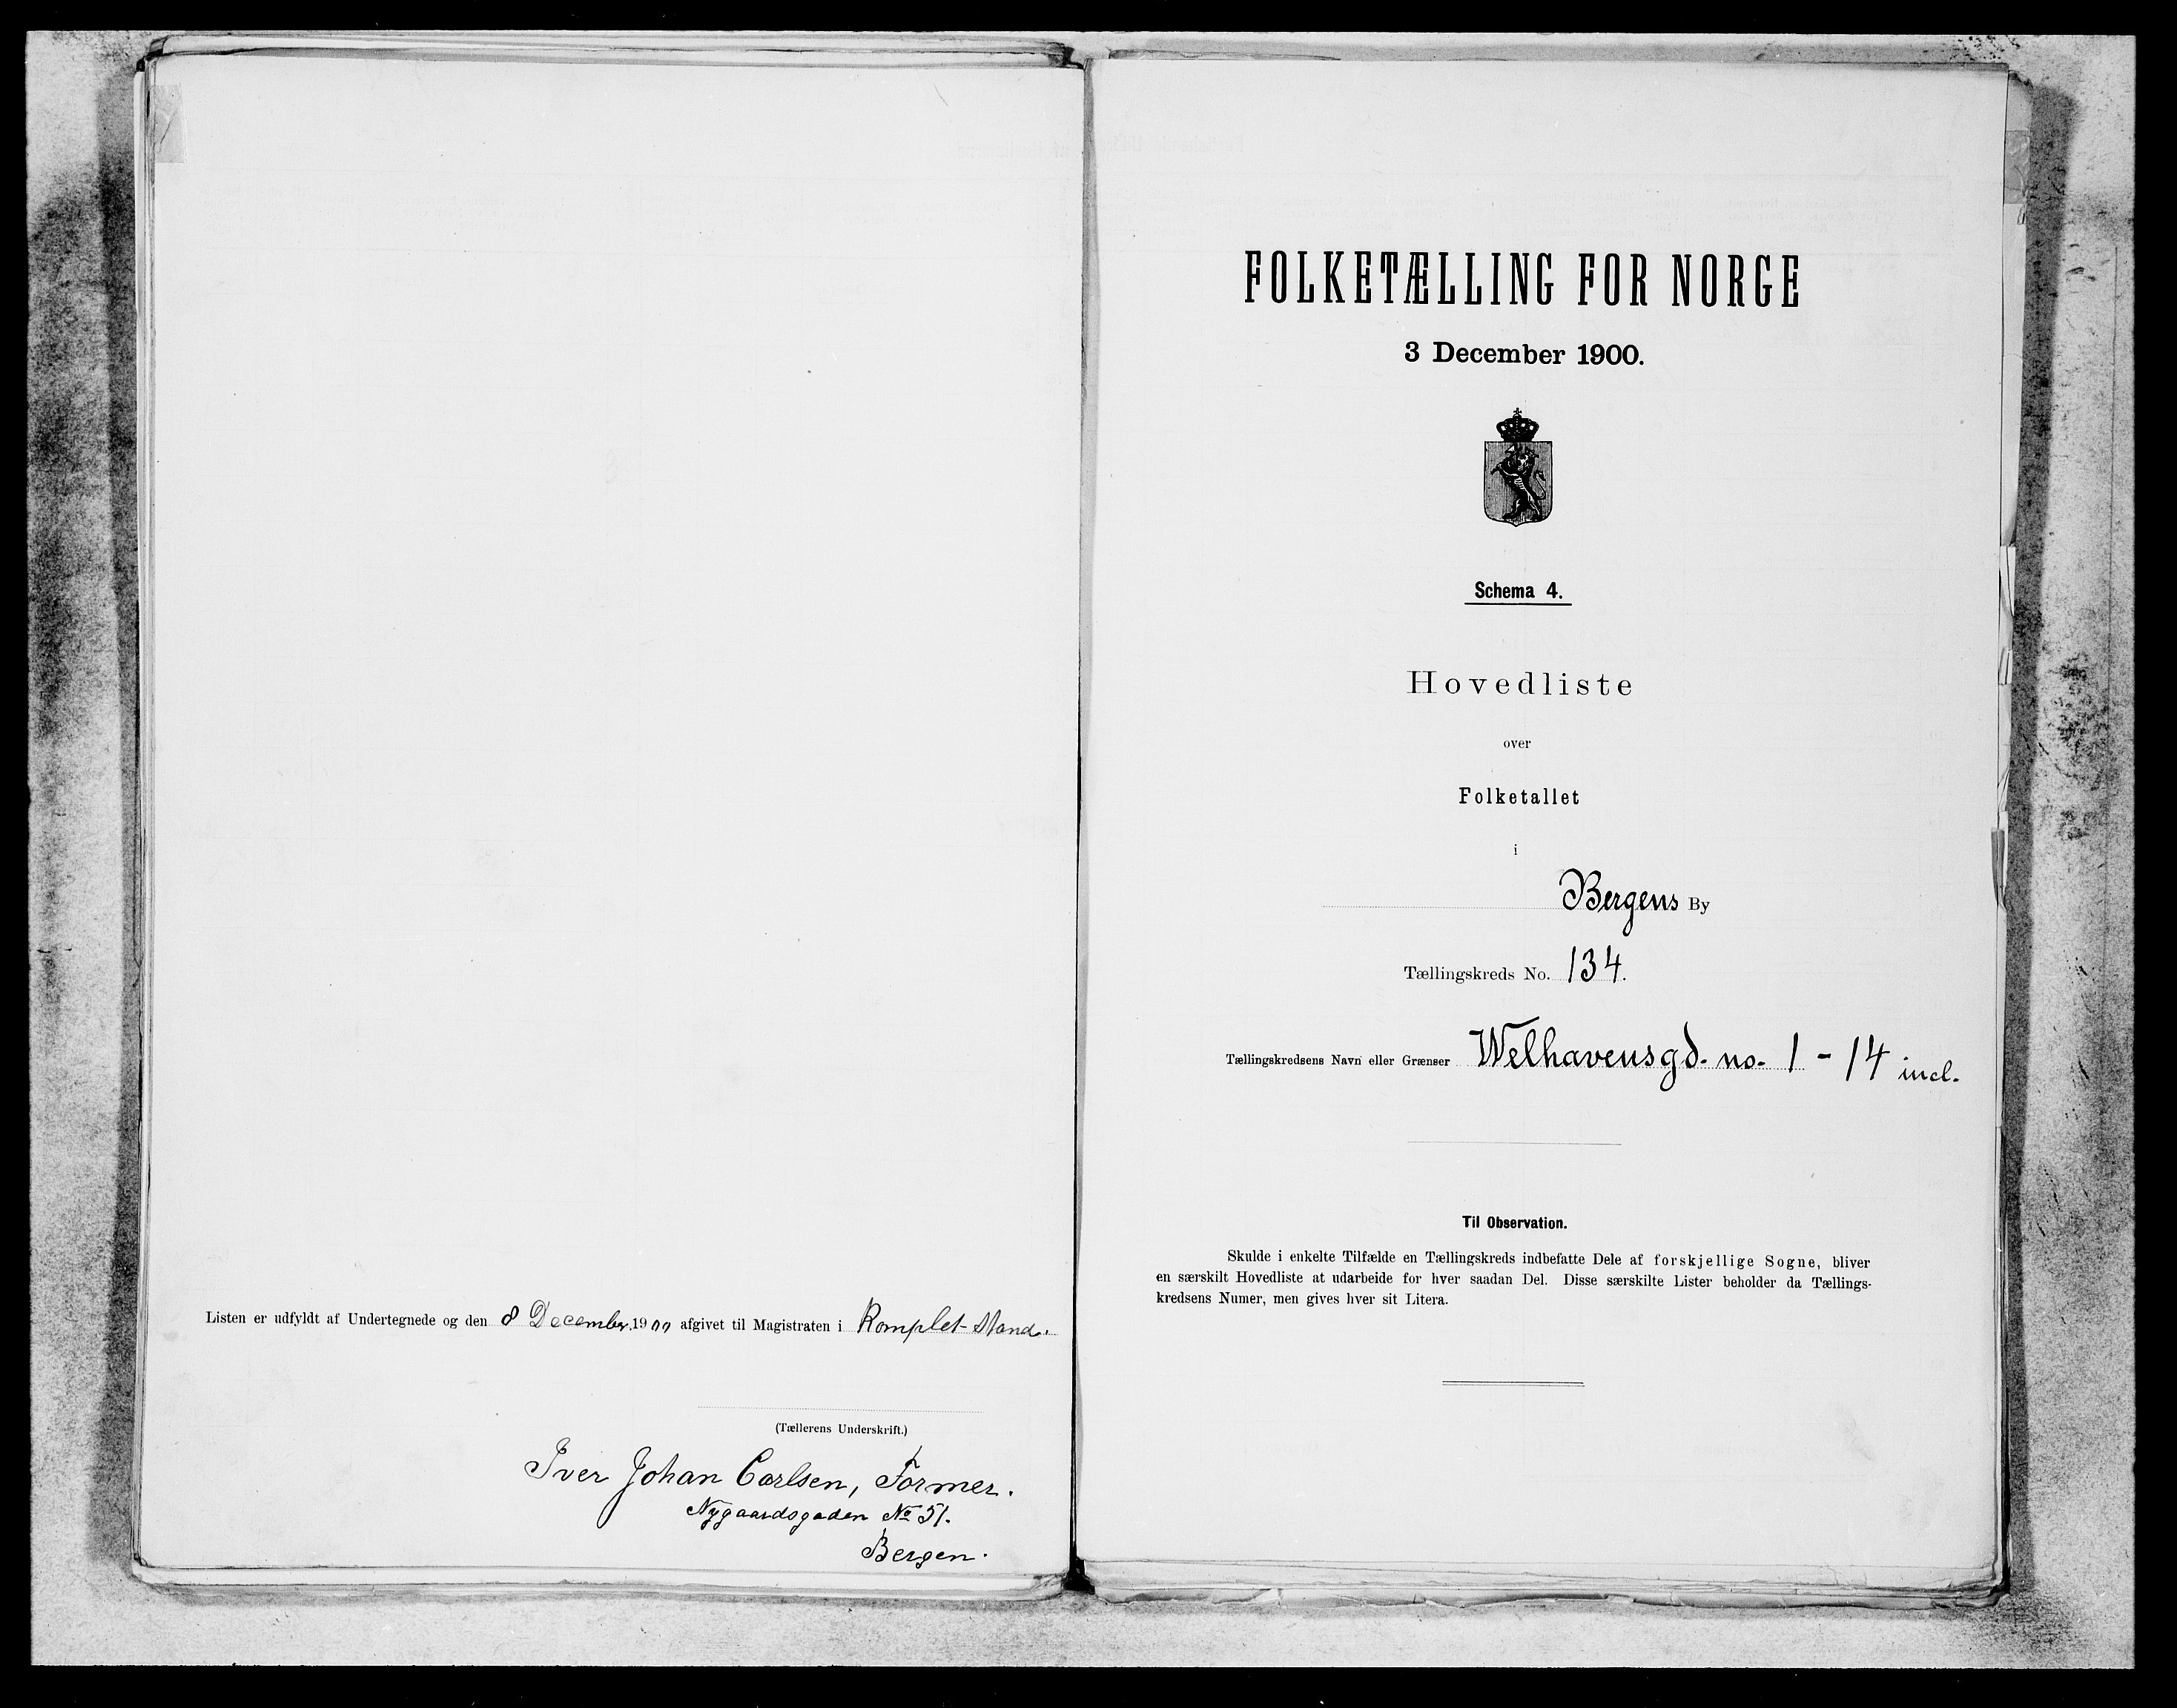 Listen er udfyldt af Undertegnede og den 8 December 1900 afgivet til Magistraten i Komplet Stand.
(Tællerens Underskrift.)
Iver Johan Carlsen, Former.
Nygaardsgaden No 51.
Bergen.
FOLKETÆLLING FOR NORGE
3 December 1900.
Schema 4.
Hovedliste
over
Folketallet
i
Bergens By
Tællingskreds No. 134.
Tællingskredsens Navn eller Grænser Welhavensgd. no. 1 - 14 incl.
Til Observation.
Skulde i enkelte Tilfælde en Tællingskreds indbefatte Dele af forskjellige Sogne, bliver
en særskilt Hovedliste at udarbeide for hver saadan Del. Disse særskilte Lister beholder da Tællings-
kredsens Numer, men gives hver sit Litera.